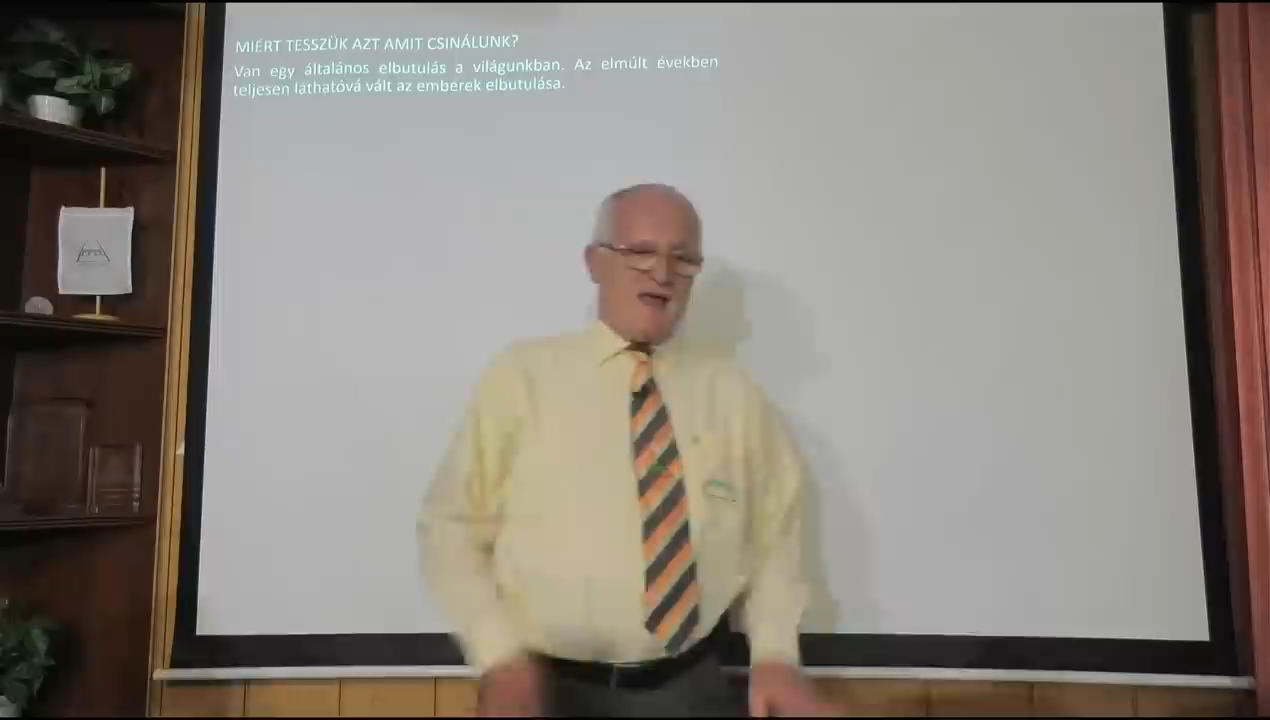 MIÉRT TESSZÜK AZT AMIT CSINÁLUNK?
Van egy általános elbutulás a világunkban. Az elmúlt években
teljesen láthatóvá vált az emberek elbutulása.